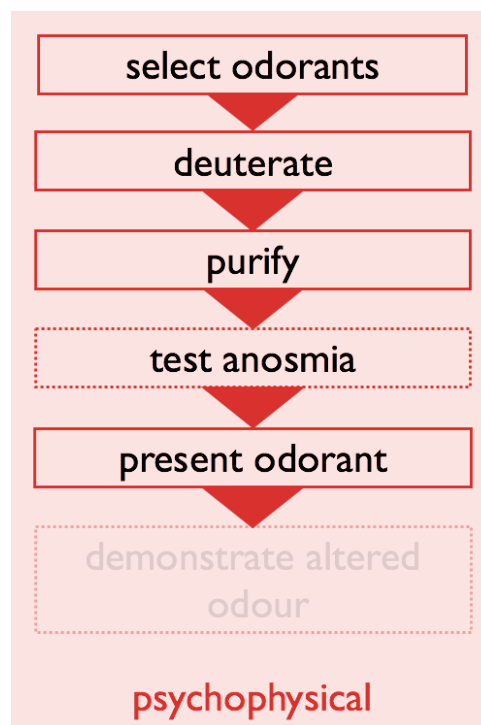 select odorants
deuterate
purify
test anosmia
present odorant
demonstrate altered
odour
psychophysical